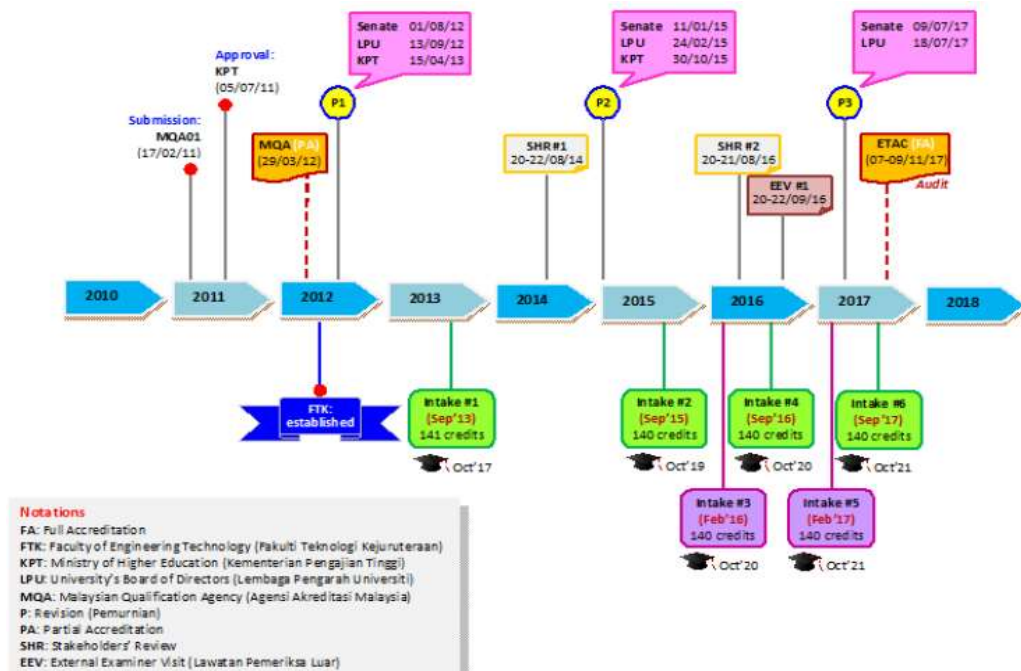 Senate 01/08/12
LPU 13/09/12
KPT 15/04/13
Senate 11/01/15
LPU 24/02/15
KPT 30/10/15
Senate 09/07/17
LPU 18/07/17
Approval:
KPT
(05/07/11)
P1
P2
P3
Submission:
MQA01
(17/02/11)
MQA (PA)
(29/03/12)
SHR #1
20-22/08/14
SHR #2
20-21/08/16
EEV #1
20-22/09/16
ETAC (FA)
(07-09/11/17)
Audit
2010
2011
2012
2013
2014
2015
2016
2017
2018
FTK:
established
Intake #1
(Sep'13)
141 credits
Oct'17
Intake #2
(Sep'15)
140 credits
Oct'19
Intake #4
(Sep'16)
140 credits
Oct'20
Intake #6
(Sep'17)
140 credits
Oct'21
Intake #3
(Feb'16)
140 credits
Oct'20
Intake #5
(Feb'17)
140 credits
Oct'21
Notations
FA: Full Accreditation
FTK: Faculty of Engineering Technology (Fakulti Teknologi Kejuruteraan)
KPT: Ministry of Higher Education (Kementerian Pengajian Tinggi)
LPU: University's Board of Directors (Lembaga Pengarah Universiti)
MQA: Malaysian Qualification Agency (Agensi Akreditasi Malaysia)
P: Revision (Pemurnian)
PA: Partial Accreditation
SHR: Stakeholders' Review
EEV: External Examiner Visit (Lawatan Pemeriksa Luar)